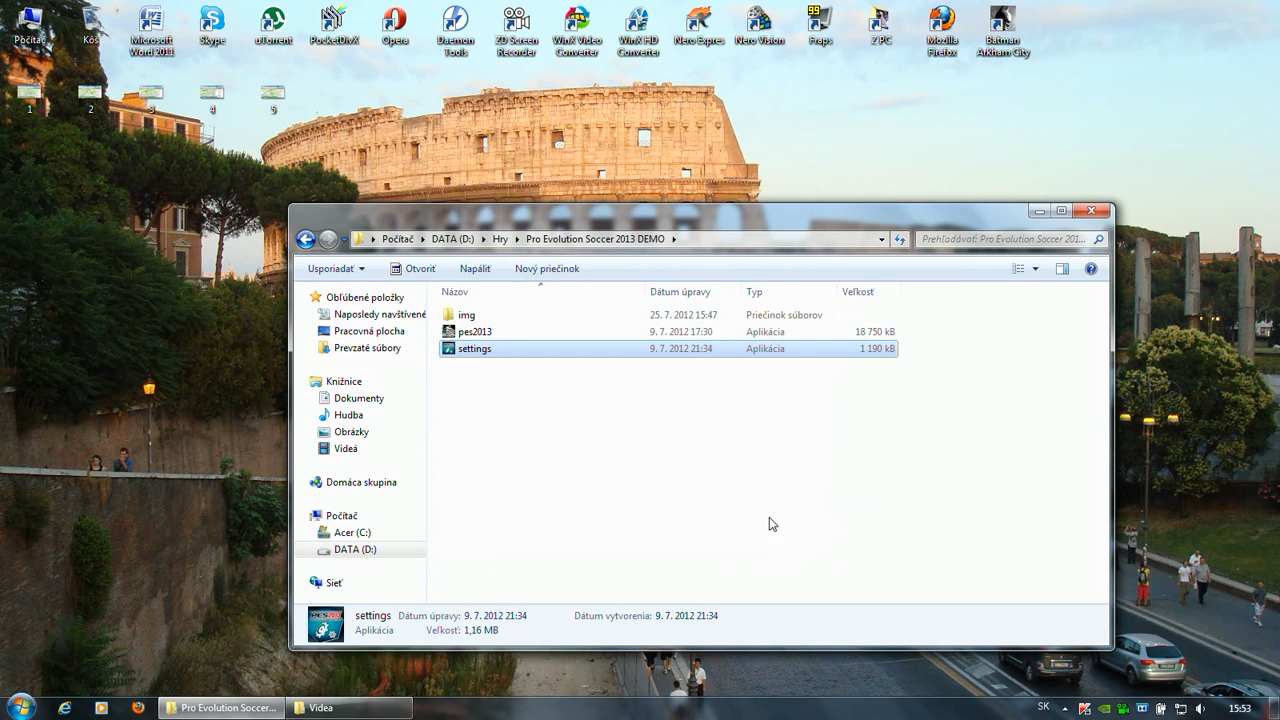 Počítač
Kôš
Microsoft Word 2011
Skype
µTorrent
PocketDivX
Opera
Daemon Tools
ZD Screen Recorder
WinX Video Converter
WinX HD Converter
Nero Expres
Nero Vision
99
Fraps
Z PC
Mozilla Firefox
Batman Arkham City
1
2
3
4
5
Počítač DATA (D:) Hry Pro Evolution Soccer 2013 DEMO
Prehľadávať: Pro Evolution Soccer 201...
Usporiadať Otvoriť Napáliť Nový priečinok
Názov Dátum úpravy Typ Veľkosť
img 25. 7. 2012 15:47 Priečinok súborov
pes2013 9. 7. 2012 17:30 Aplikácia 18 750 kB
settings 9. 7. 2012 21:34 Aplikácia 1 190 kB
Obľúbené položky
Naposledy navštívené
Pracovná plocha
Prevzaté súbory
Knižnice
Dokumenty
Hudba
Obrázky
Videá
Domáca skupina
Počítač
Acer (C:)
DATA (D:)
Sieť
settings Dátum úpravy: 9. 7. 2012 21:34 Dátum vytvorenia: 9. 7. 2012 21:34
Aplikácia Veľkosť: 1,16 MB
Pro Evolution Soccer...
Videa
SK
15:53